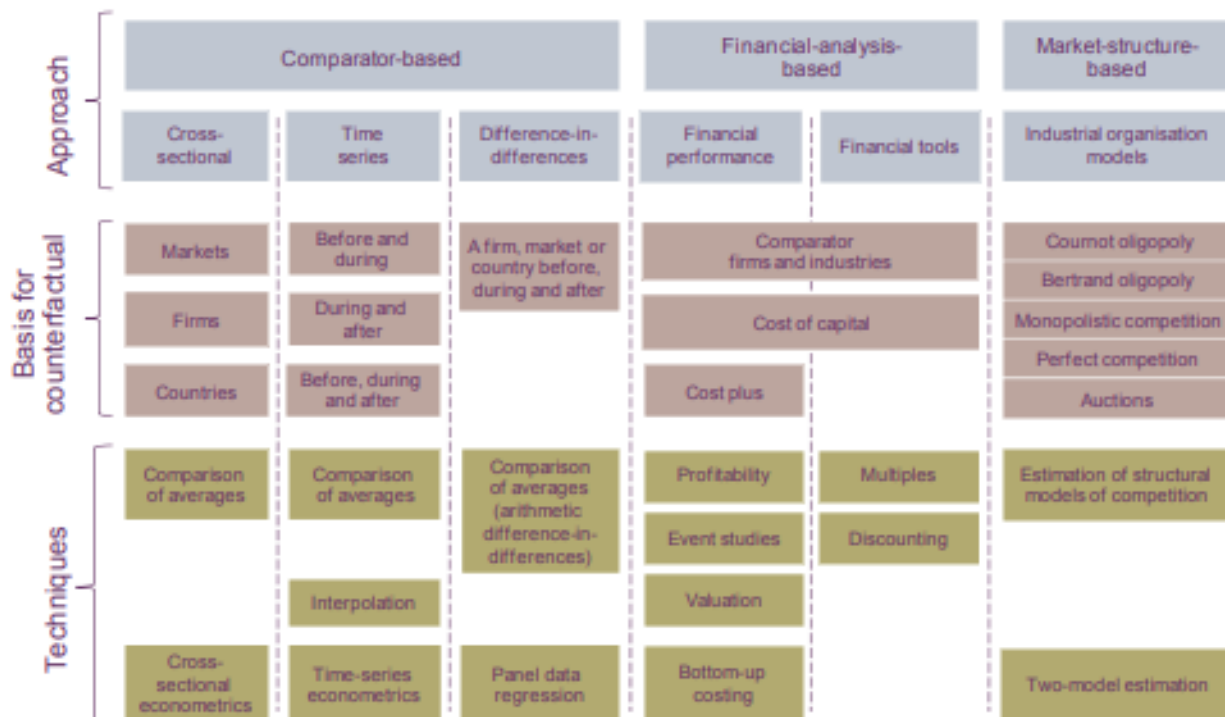 Approach
Comparator-based
Financial-analysis-
based
Market-structure-
based
Cross-
sectional
Time
series
Difference-in-
differences
Financial
performance
Financial tools
Industrial organisation
models
Basis for
counterfactual
Markets
Before and
during
A firm, market or
country before,
during and after
Comparator
firms and industries
Cournot oligopoly
Bertrand oligopoly
Firms
During and
after
Cost of capital
Monopolistic competition
Perfect competition
Countries
Before, during
and after
Cost plus
Auctions
Techniques
Comparison
of averages
Comparison
of averages
Comparison
of averages
(arithmetic
difference-in-
differences)
Profitability
Multiples
Estimation of structural
models of competition
Event studies
Discounting
Interpolation
Valuation
Cross-
sectional
econometrics
Time-series
econometrics
Panel data
regression
Bottom-up
costing
Two-model estimation